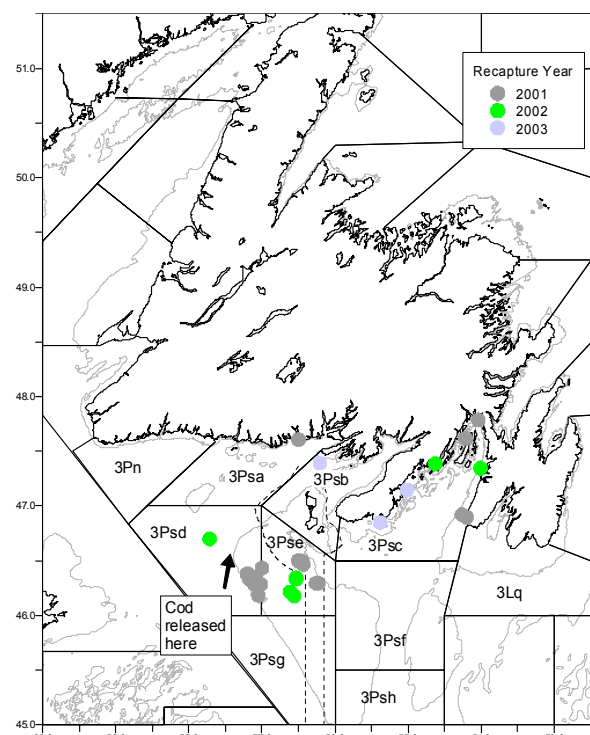 51.0
Recapture Year
2001
2002
2003
50.0
49.0
48.0
3Pn
3Psa
3Psb
47.0
3Psd
3Pse
3Psc
3Lq
46.0
Cod
released
here
3Psf
3Psg
3Psh
45.0